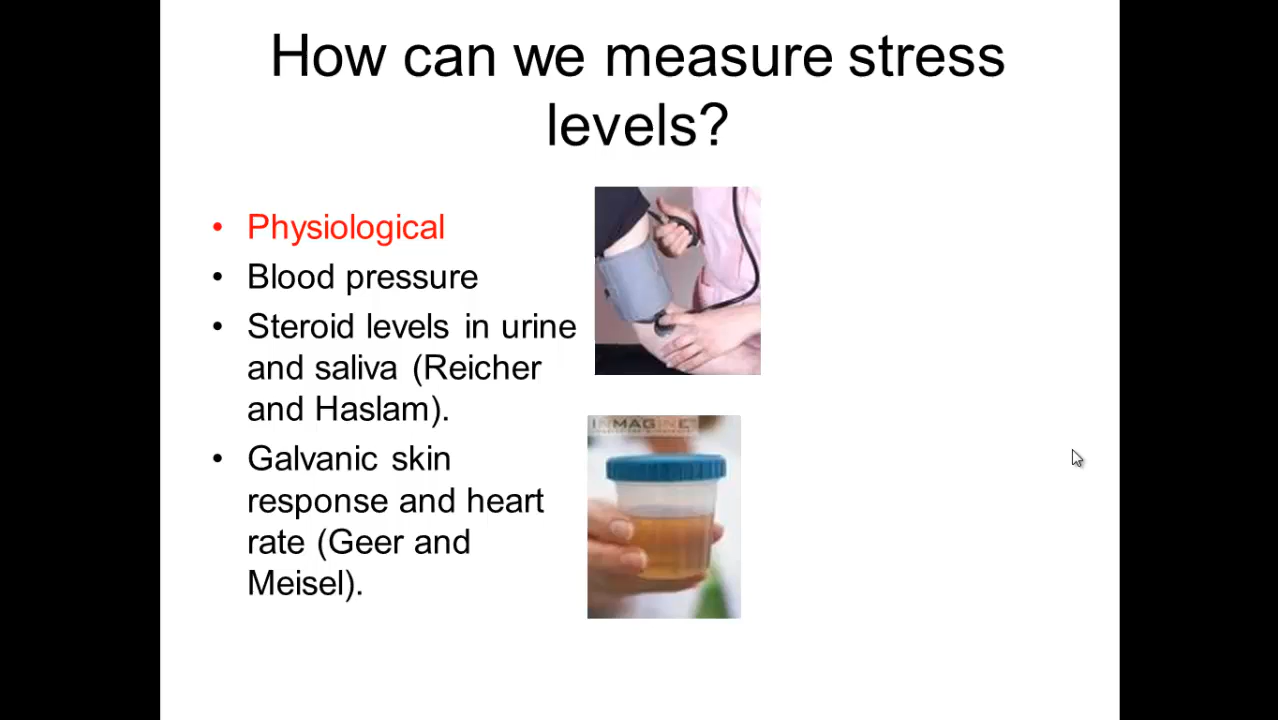 How can we measure stress
levels?
• Physiological
• Blood pressure
• Steroid levels in urine
and saliva (Reicher
and Haslam).
• Galvanic skin
response and heart
rate (Geer and
Meisel).
INMAGINE